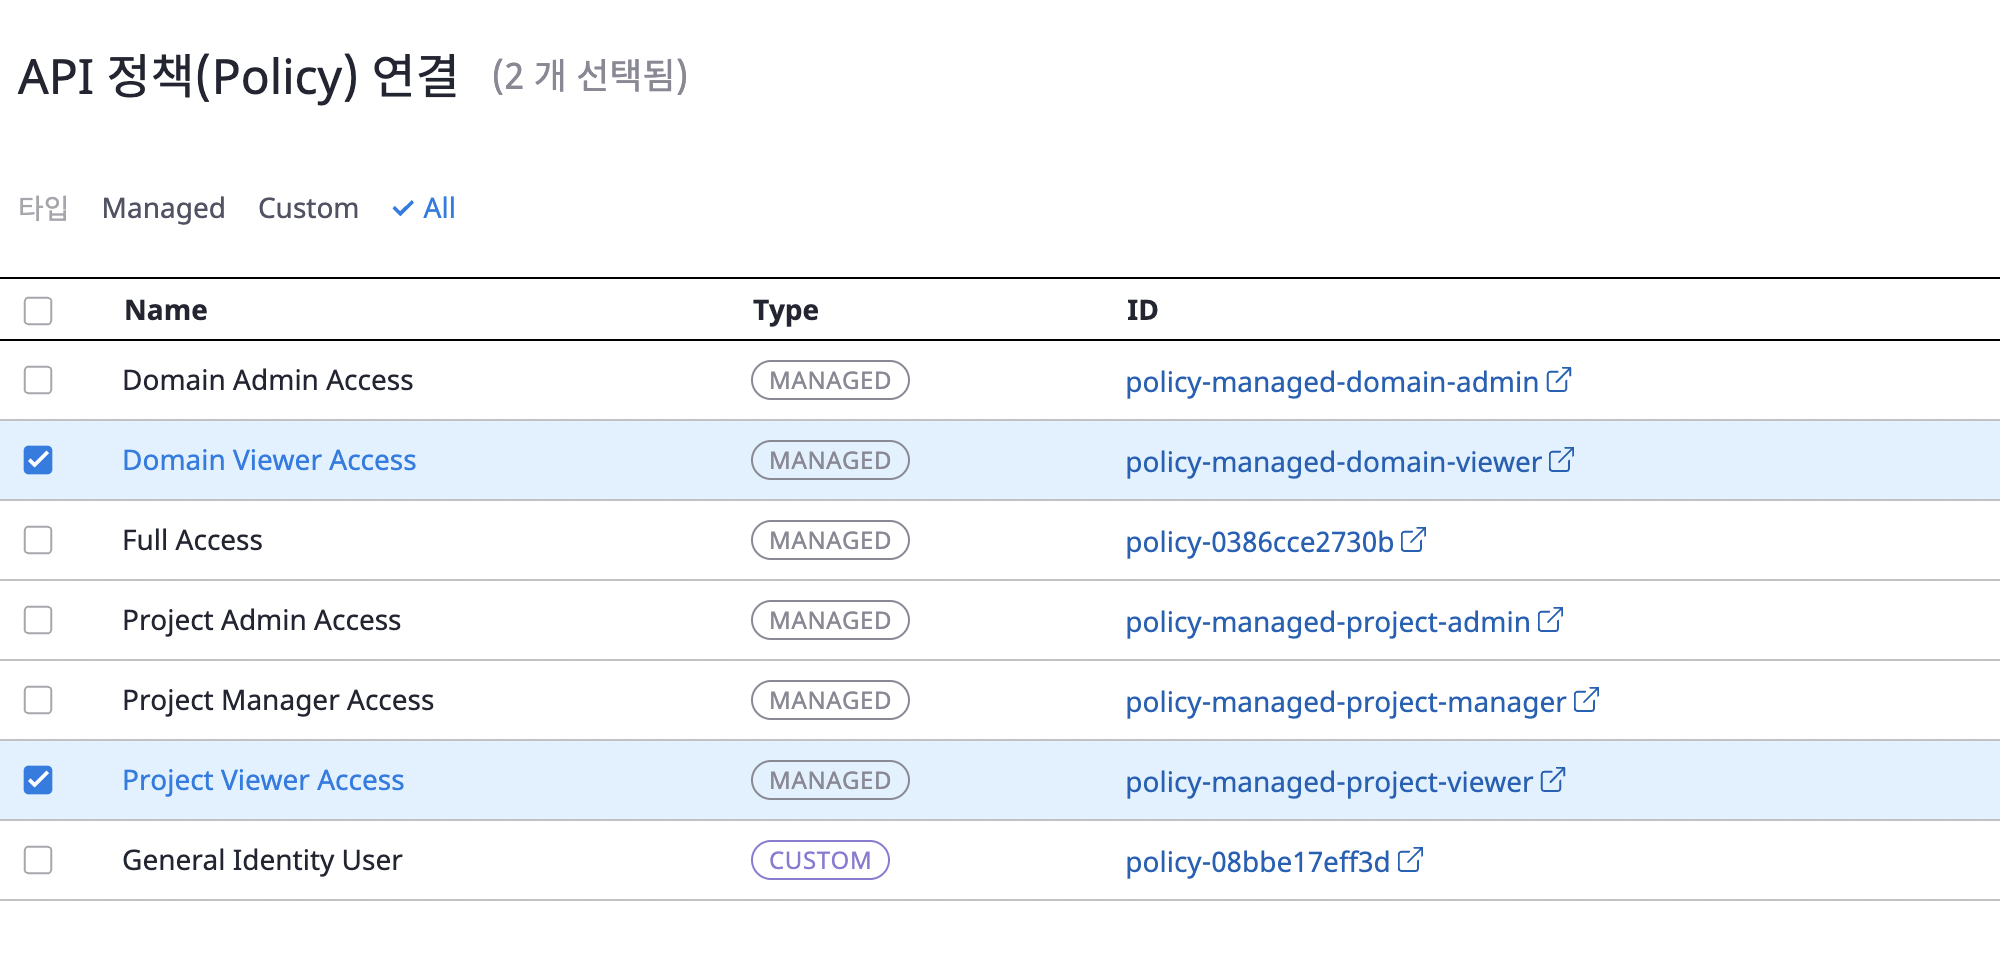 API 정책(Policy) 연결 (2 개 선택됨)
타입 Managed Custom All
Name Type ID
Domain Admin Access MANAGED policy-managed-domain-admin
Domain Viewer Access MANAGED policy-managed-domain-viewer
Full Access MANAGED policy-0386cce2730b
Project Admin Access MANAGED policy-managed-project-admin
Project Manager Access MANAGED policy-managed-project-manager
Project Viewer Access MANAGED policy-managed-project-viewer
General Identity User CUSTOM policy-08bbe17eff3d